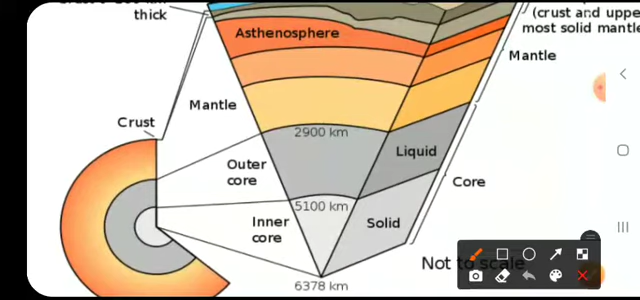 thick
(crust and uppe
most solid mantle
Asthenosphere
Mantle
Mantle
Crust
2900 km
Liquid
Outer
core
Core
5100 km
Inner
core
Solid
Not to scale
6378 km